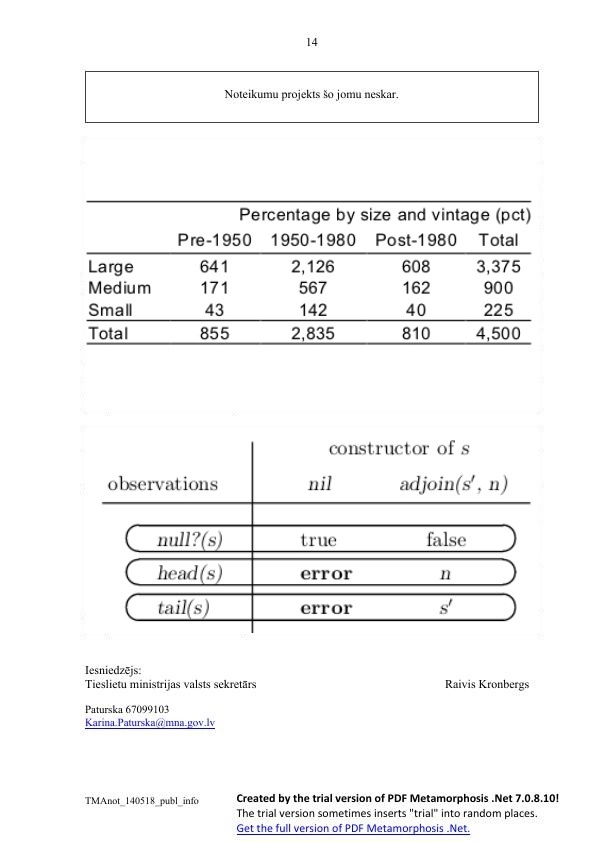 14
Noteikumu projekts šo jomu neskar.
Percentage by size and vintage (pct)
Pre-1950 1950-1980 Post-1980 Total
Large 641 2,126 608 3,375
Medium 171 567 162 900
Small 43 142 40 225
Total 855 2,835 810 4,500
constructor of s
observations nil adjoin(s′, n)
null?(s) true false
head(s) error n
tail(s) error s′
Iesniedzējs:
Tieslietu ministrijas valsts sekretārs Raivis Kronbergs
Paturska 67099103
Karina.Paturska@mna.gov.lv
TMAnot_140518_publ_info
Created by the trial version of PDF Metamorphosis .Net 7.0.8.10!
The trial version sometimes inserts "trial" into random places.
Get the full version of PDF Metamorphosis .Net.